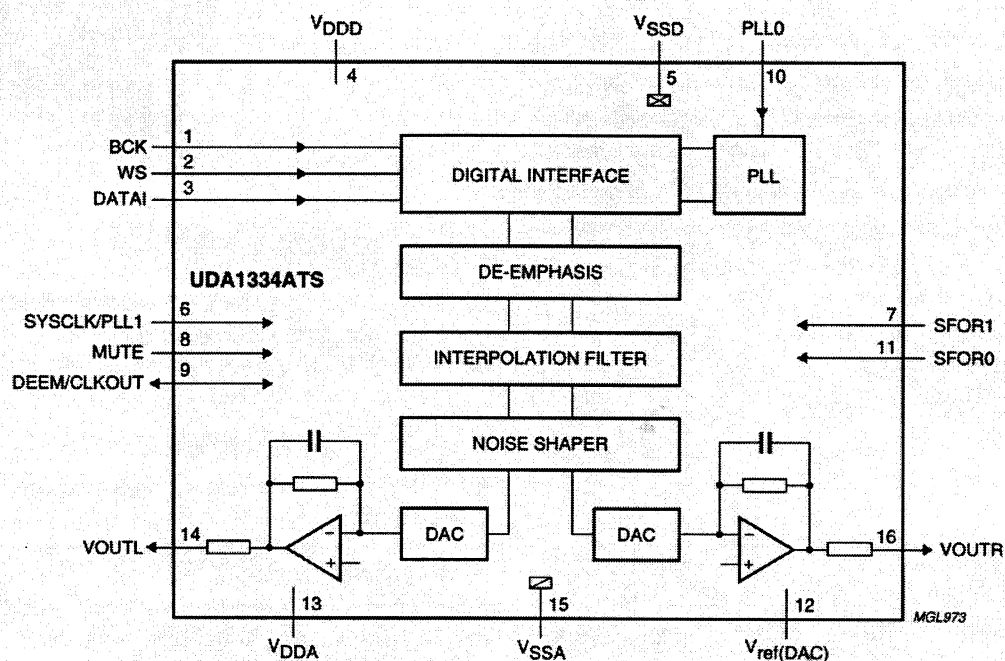 VDDD
VSSD
PLL0
4
5
10
BCK
1
WS
2
DATAI
3
DIGITAL INTERFACE
PLL
DE-EMPHASIS
UDA1334ATS
SYSCLK/PLL1
6
MUTE
8
DEEM/CLKOUT
9
INTERPOLATION FILTER
7
SFOR1
11
SFOR0
NOISE SHAPER
VOUTL
14
−
+
DAC
DAC
−
+
16
VOUTR
13
15
12
VDDA
VSSA
Vref(DAC)
MGL973